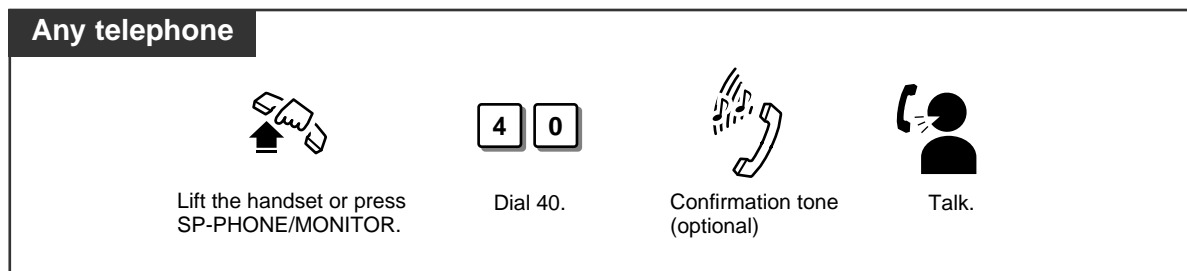 Any telephone
4 0
Lift the handset or press
SP-PHONE/MONITOR.
Dial 40.
Confirmation tone
(optional)
Talk.